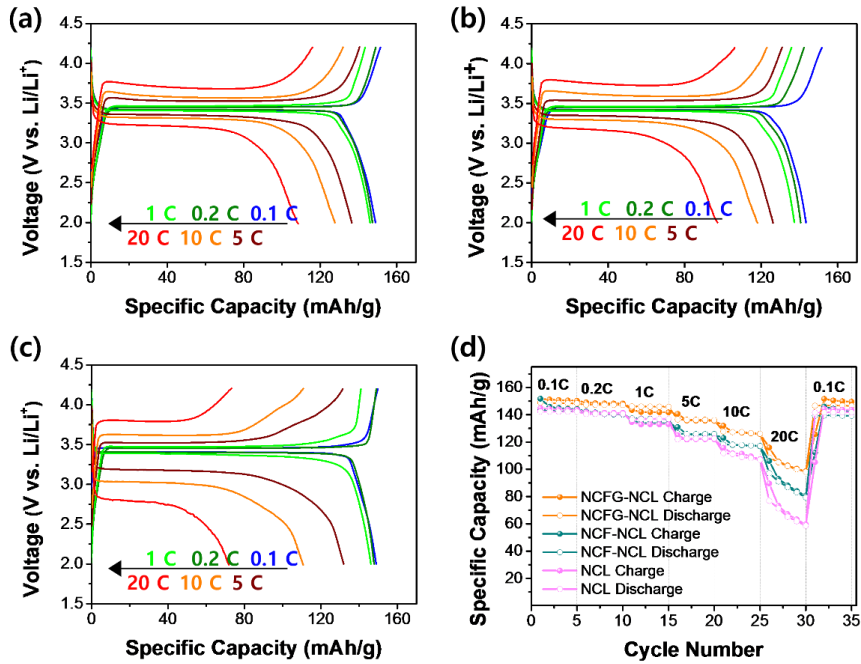 (a)
4.5
4.0
3.5
3.0
2.5
2.0
1.5
Voltage (V vs. Li/Li⁺)
1 C 0.2 C 0.1 C
20 C 10 C 5 C
0 40 80 120 160
Specific Capacity (mAh/g)
(b)
4.5
4.0
3.5
3.0
2.5
2.0
1.5
Voltage (V vs. Li/Li+)
1 C 0.2 C 0.1 C
20 C 10 C 5 C
0 40 80 120 160
Specific Capacity (mAh/g)
(c)
4.5
4.0
3.5
3.0
2.5
2.0
1.5
Voltage (V vs. Li/Li⁺)
1 C 0.2 C 0.1 C
20 C 10 C 5 C
0 40 80 120 160
Specific Capacity (mAh/g)
(d)
160
140
120
100
80
60
40
20
Specific Capacity (mAh/g)
0.1C 0.2C 1C 5C 10C 20C 0.1C
NCFG-NCL Charge
NCFG-NCL Discharge
NCF-NCL Charge
NCF-NCL Discharge
NCL Charge
NCL Discharge
0 5 10 15 20 25 30 35
Cycle Number